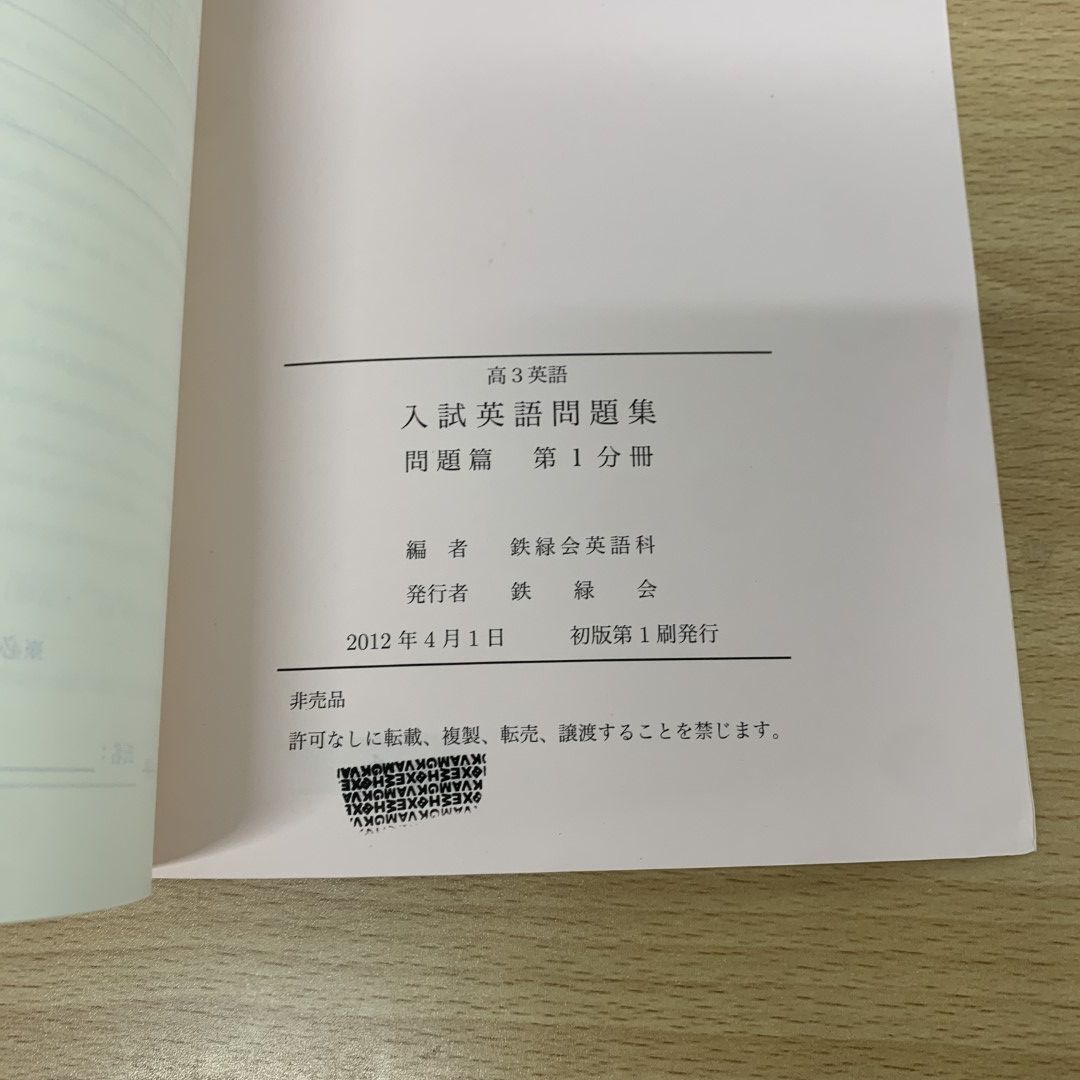 高3英語
入試英語問題集
問題篇　第1分冊
編　者　鉄緑会英語科
発行者　鉄　緑　会
2012年4月1日　初版第1刷発行
非売品
許可なしに転載、複製、転売、譲渡することを禁じます。